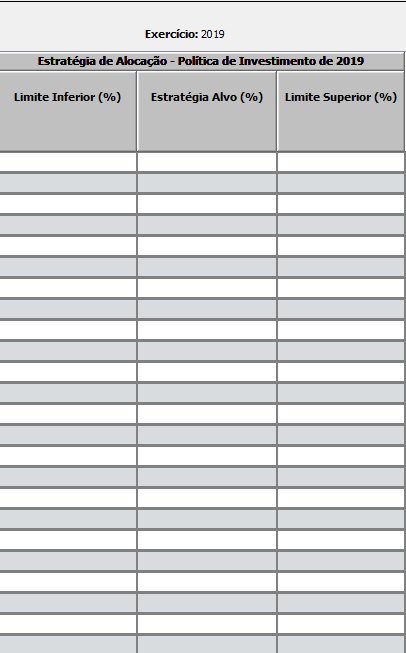 Exercício: 2019
Estratégia de Alocação - Política de Investimento de 2019
Limite Inferior (%) Estratégia Alvo (%) Limite Superior (%)